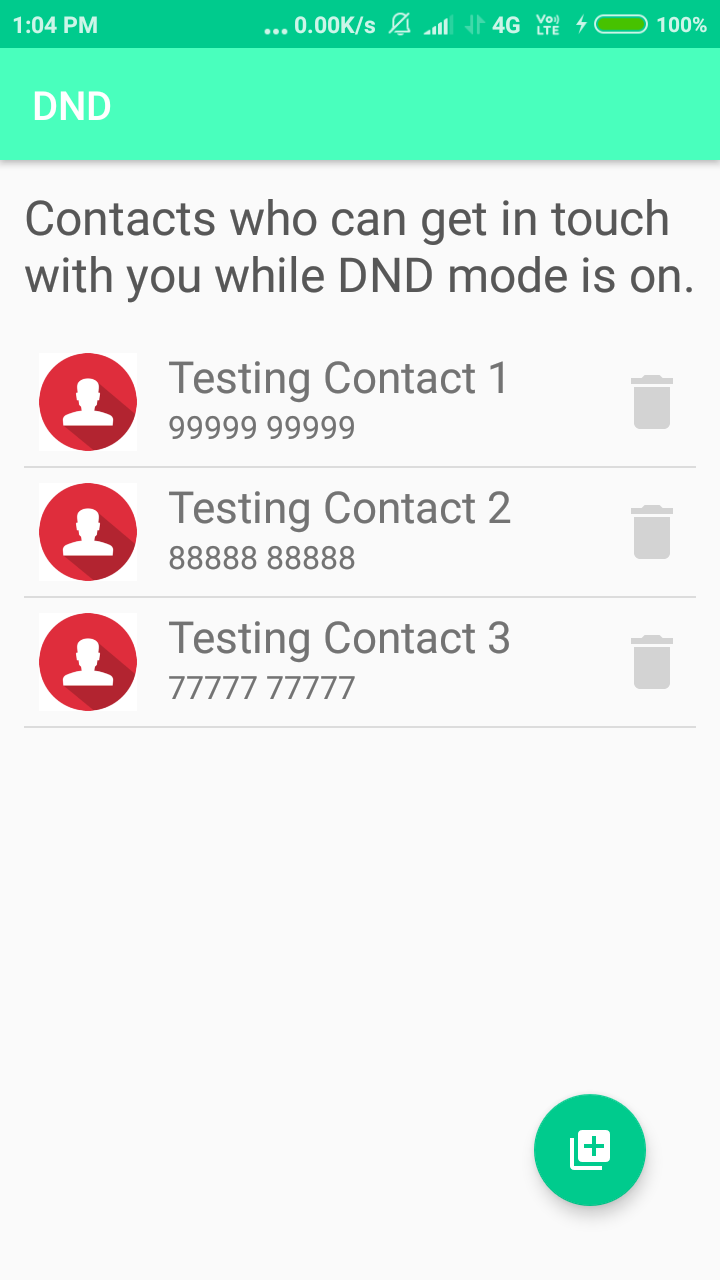 1:04 PM ... 0.00K/s 4G Vo)) LTE 100%
DND
Contacts who can get in touch
with you while DND mode is on.
Testing Contact 1
99999 99999
Testing Contact 2
88888 88888
Testing Contact 3
77777 77777